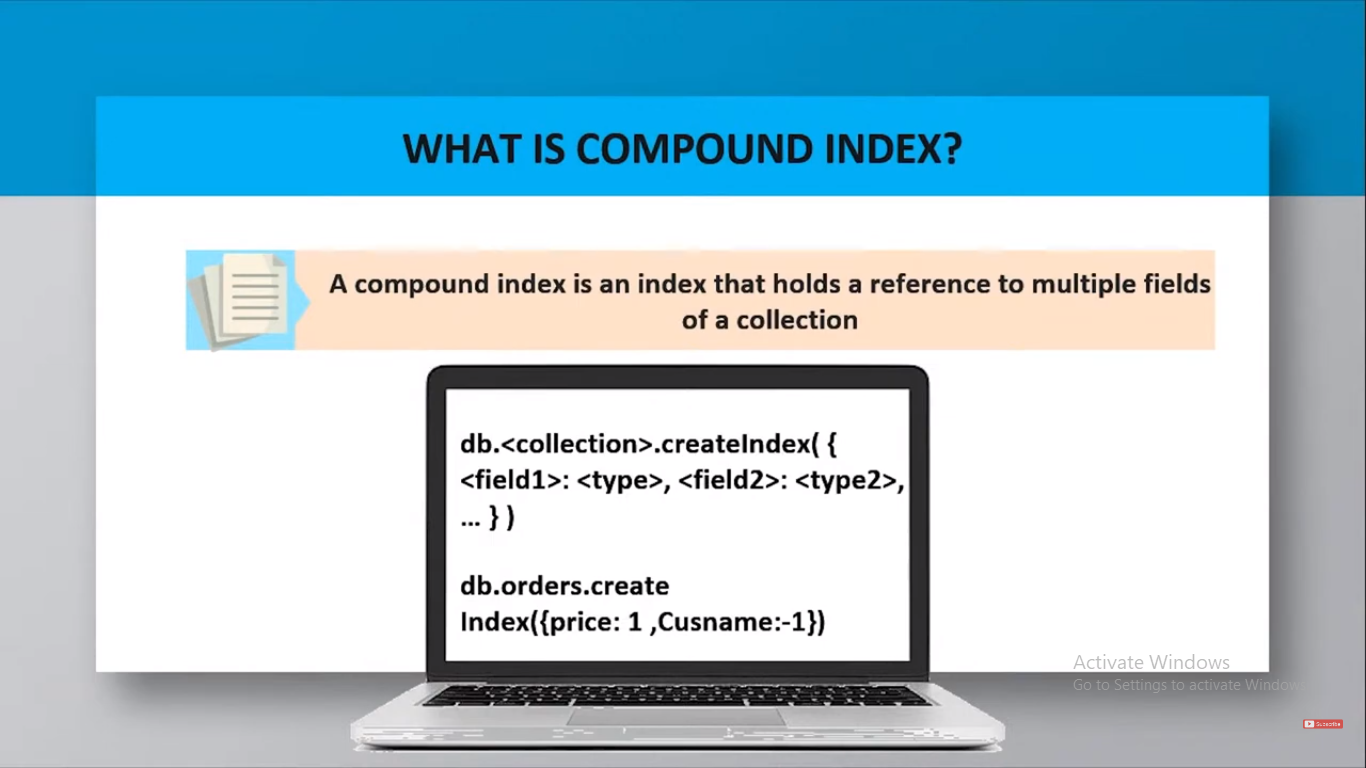 WHAT IS COMPOUND INDEX?
A compound index is an index that holds a reference to multiple fields
of a collection
db.<collection>.createIndex( {
<field1>: <type>, <field2>: <type2>,
... } )
db.orders.create
Index({price: 1 ,Cusname:-1})
Activate Windows
Go to Settings to activate Windows
Subscribe